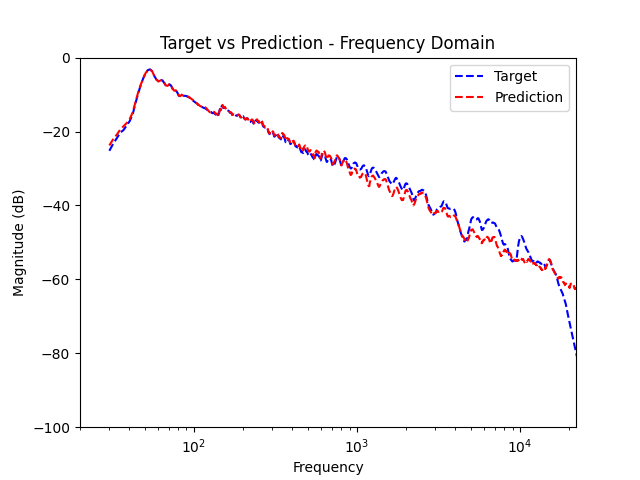 Target vs Prediction - Frequency Domain
Target
Prediction
Magnitude (dB)
0
−20
−40
−60
−80
−100
10²
10³
10⁴
Frequency